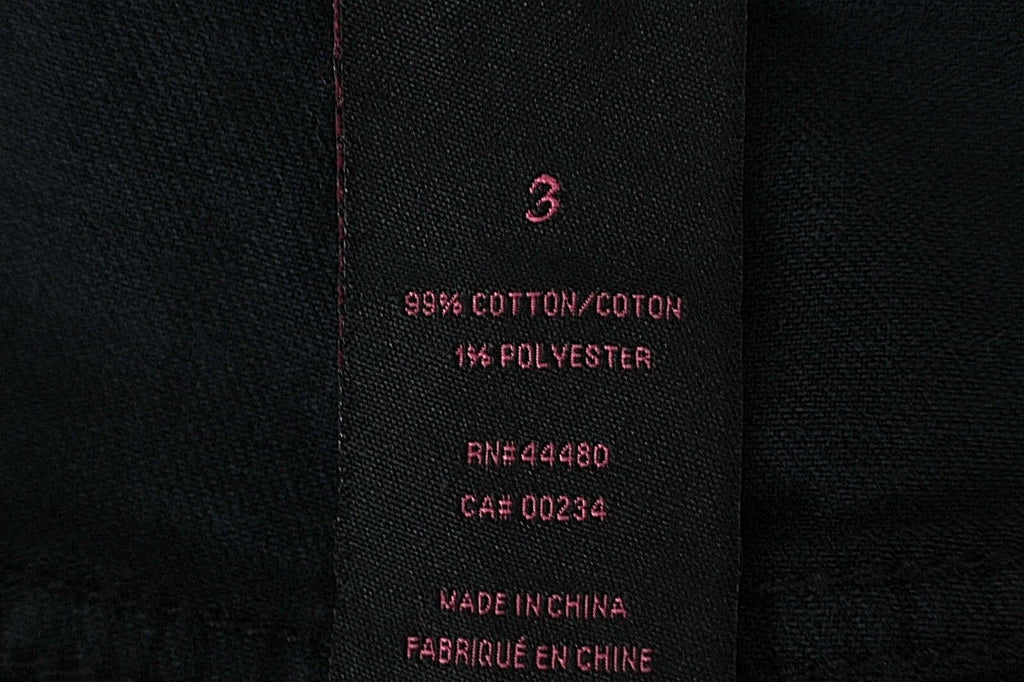 3
99% COTTON/COTON
1% POLYESTER
RN# 44480
CA# 00234
MADE IN CHINA
FABRIQUÉ EN CHINE